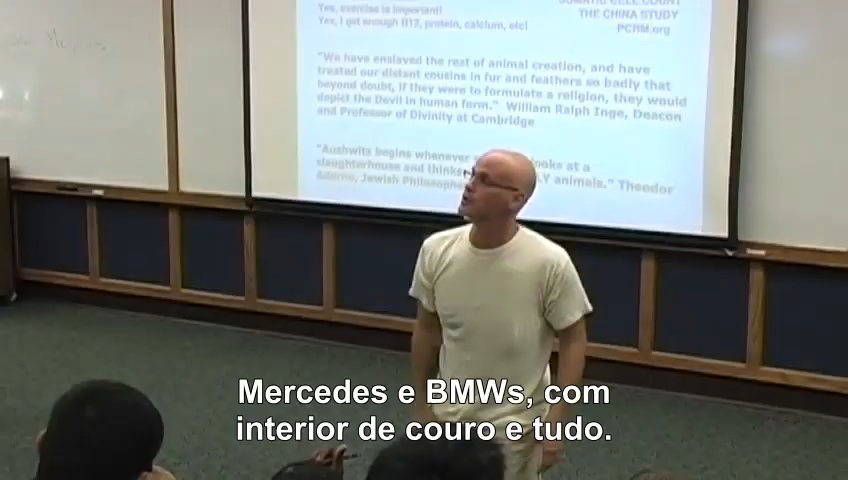 Yes, exercise is important!!
THE CHINA STUDY
Yes, I got enough B12, protein, calcium, etc!
PCRM.org
"We have enslaved the rest of animal creation, and have
treated our distant cousins in fur and feathers so badly that
beyond doubt, if they were to formulate a religion, they would
depict the Devil in human form." William Ralph Inge, Deacon
and Professor of Divinity at Cambridge
"Aushwitz begins whenever looks at a
slaughterhouse and thinks animals." Theodor
Adorno, Jewish
Mercedes e BMWs, com
interior de couro e tudo.